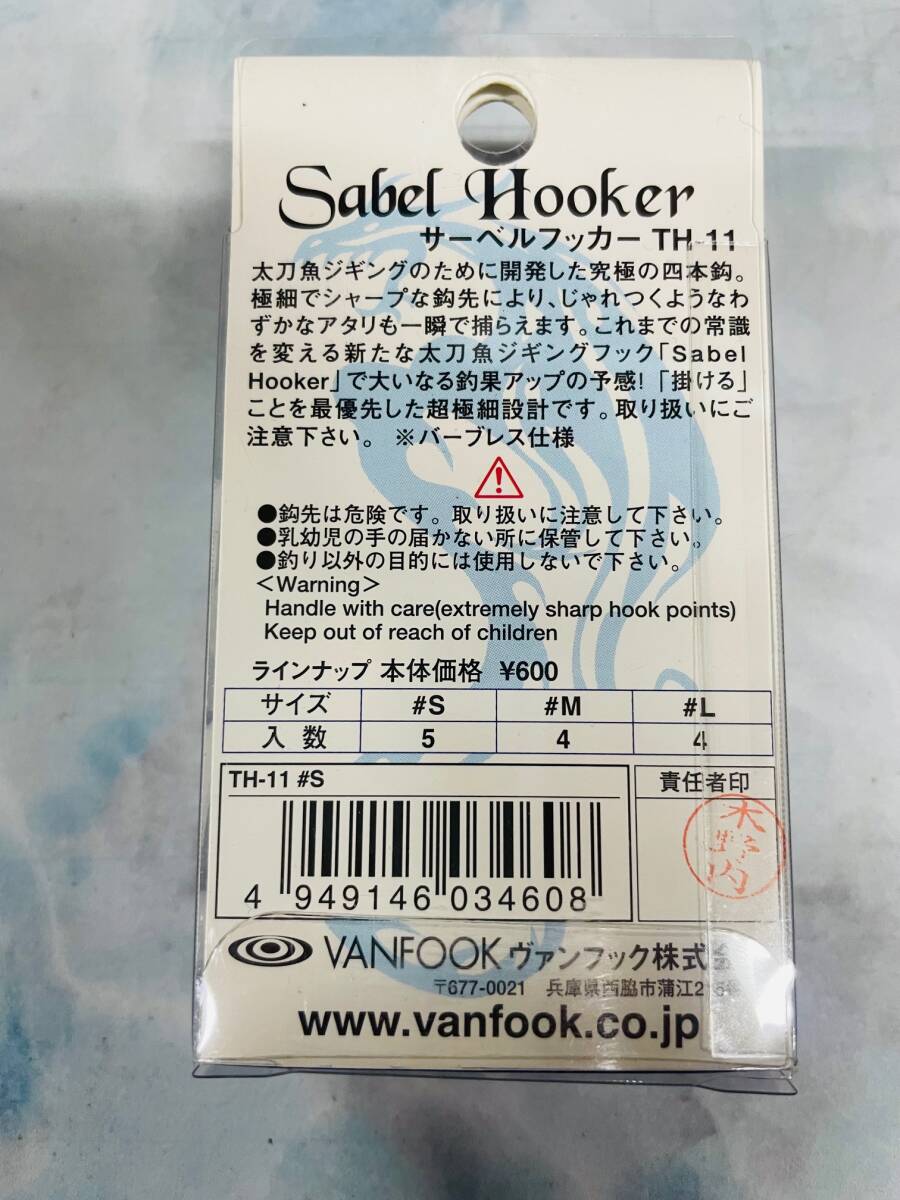 Sabel Hooker
サーベルフッカー TH-11
太刀魚ジギングのために開発した究極の四本鈎。
極細でシャープな鈎先により、じゃれつくようなわ
ずかなアタリも一瞬で捕らえます。これまでの常識
を変える新たな太刀魚ジギングフック「Sabel
Hooker」で大いなる釣果アップの予感!「掛ける」
ことを最優先した超極細設計です。取り扱いにご
注意下さい。 ※バーブレス仕様
●鈎先は危険です。取り扱いに注意して下さい。
●乳幼児の手の届かない所に保管して下さい。
●釣り以外の目的には使用しないで下さい。
＜Warning＞
Handle with care(extremely sharp hook points)
Keep out of reach of children
ラインナップ 本体価格 ¥600
サイズ #S #M #L
入数 5 4 4
TH-11 #S 責任者印
4 949146 034608
VANFOOK ヴァンフック株式
〒677-0021 兵庫県西脇市蒲江
www.vanfook.co.jp